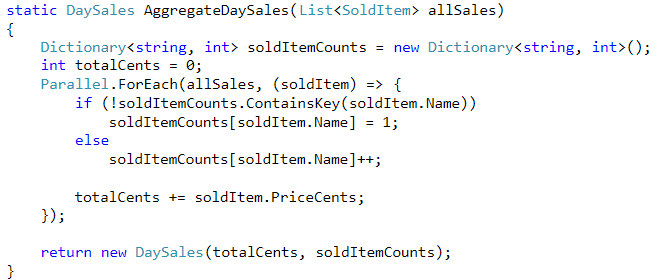 static DaySales AggregateDaySales(List<SoldItem> allSales)
{
    Dictionary<string, int> soldItemCounts = new Dictionary<string, int>();
    int totalCents = 0;
    Parallel.ForEach(allSales, (soldItem) => {
        if (!soldItemCounts.ContainsKey(soldItem.Name))
            soldItemCounts[soldItem.Name] = 1;
        else
            soldItemCounts[soldItem.Name]++;

        totalCents += soldItem.PriceCents;
    });

    return new DaySales(totalCents, soldItemCounts);
}